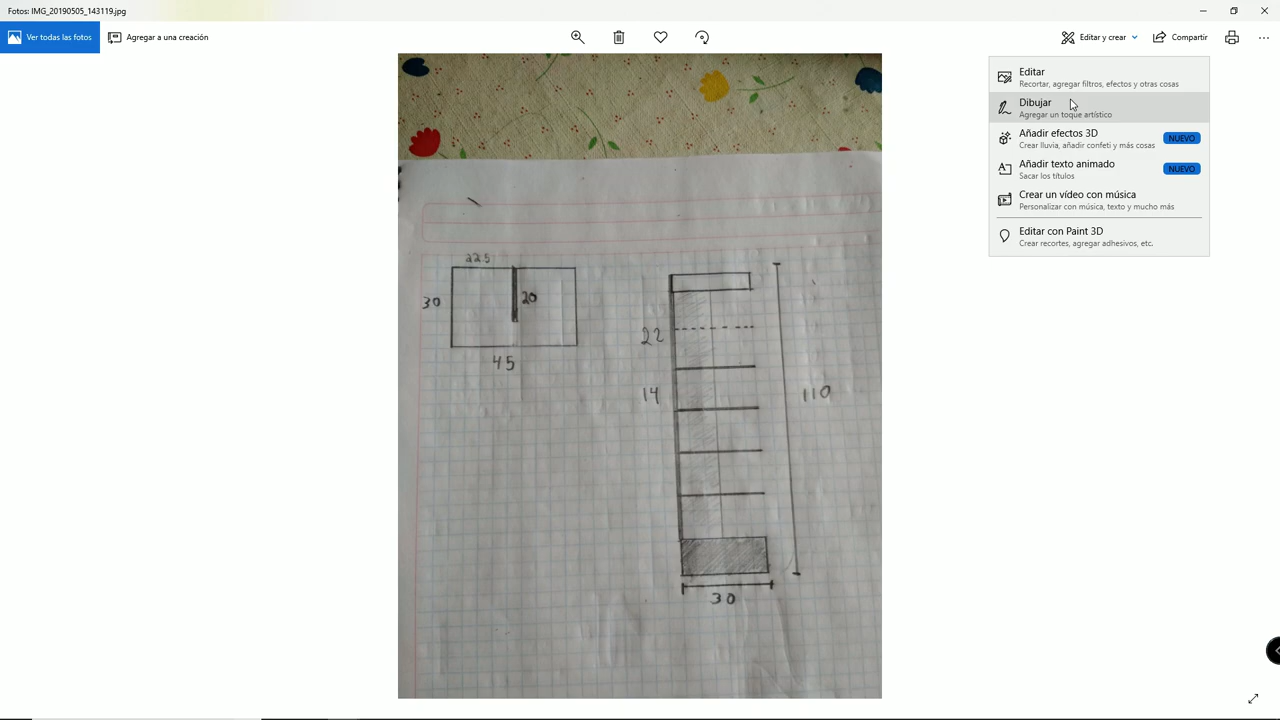 Fotos: IMG_20190505_143119.jpg
Ver todas las fotos
Agregar a una creación
Editar y crear
Compartir
Editar
Recortar, agregar filtros, efectos y otras cosas
Dibujar
Agregar un toque artístico
Añadir efectos 3D
Crear lluvia, añadir confeti y más cosas
NUEVO
Añadir texto animado
Sacar los títulos
NUEVO
Crear un vídeo con música
Personalizar con música, texto y mucho más
Editar con Paint 3D
Crear recortes, agregar adhesivos, etc.
22.5
30
20
45
22
14
110
30